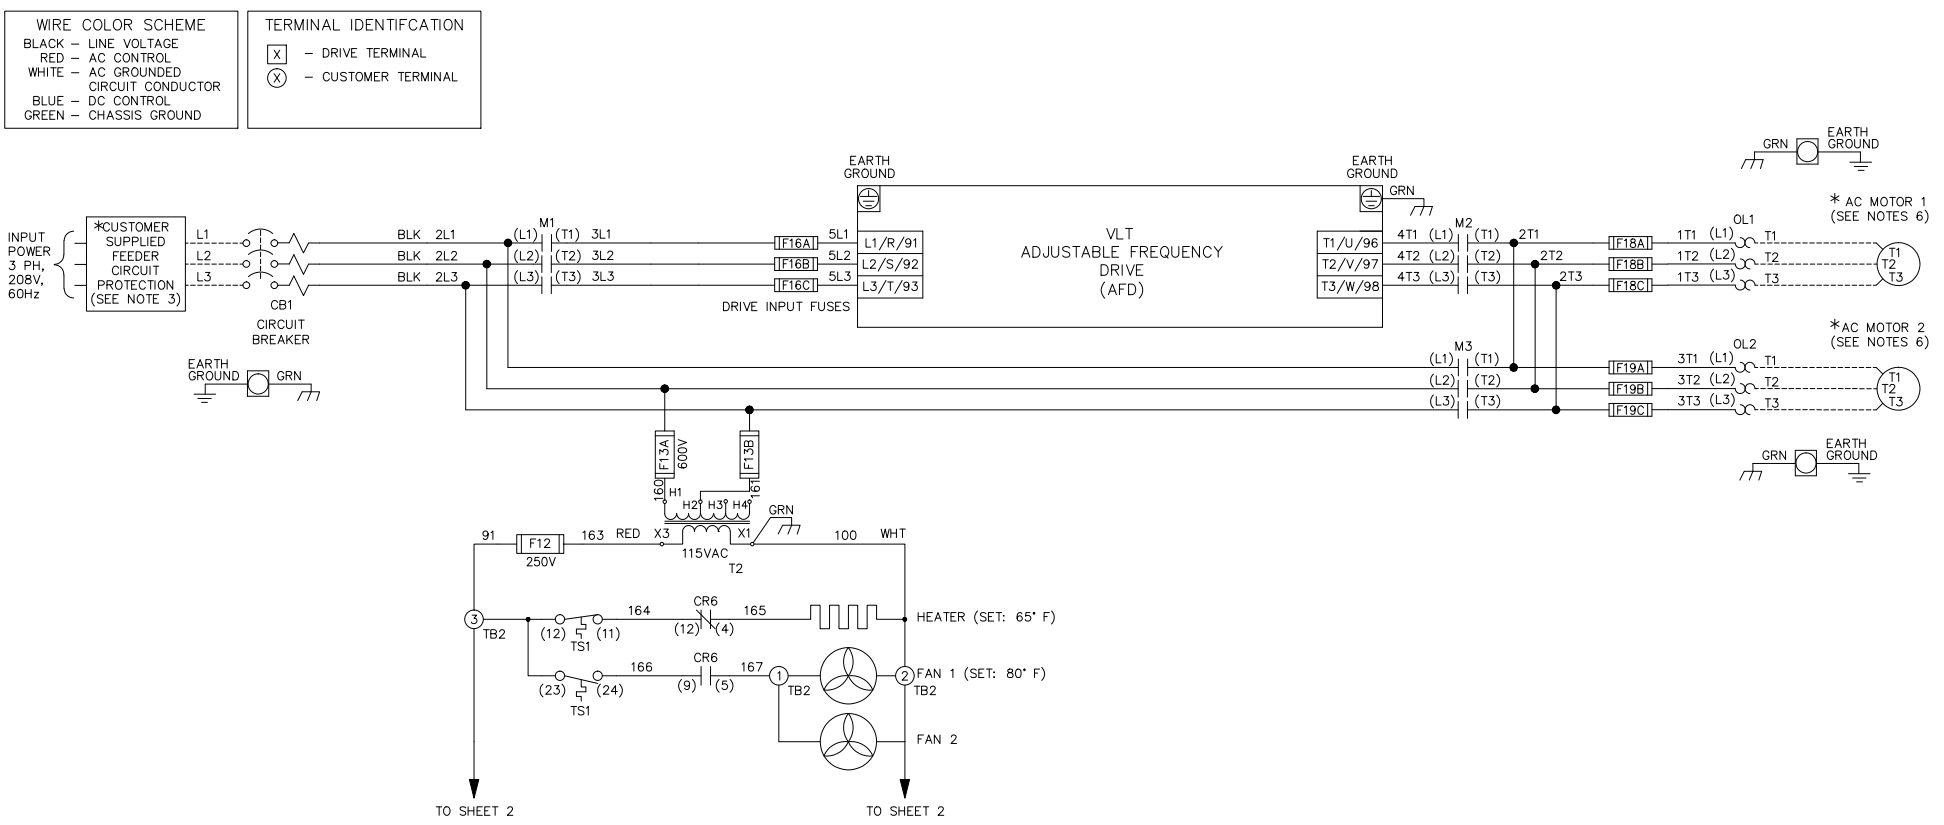 WIRE COLOR SCHEME
BLACK – LINE VOLTAGE
RED – AC CONTROL
WHITE – AC GROUNDED
CIRCUIT CONDUCTOR
BLUE – DC CONTROL
GREEN – CHASSIS GROUND
TERMINAL IDENTIFCATION
X – DRIVE TERMINAL
X – CUSTOMER TERMINAL
INPUT
POWER
3 PH,
208V,
60Hz
*CUSTOMER
SUPPLIED
FEEDER
CIRCUIT
PROTECTION
(SEE NOTE 3)
L1
L2
L3
CB1
CIRCUIT
BREAKER
EARTH
GROUND
GRN
BLK 2L1
BLK 2L2
BLK 2L3
M1
(L1) (T1) 3L1
(L2) (T2) 3L2
(L3) (T3) 3L3
F16A 5L1
F16B 5L2
F16C 5L3
DRIVE INPUT FUSES
EARTH
GROUND
L1/R/91
L2/S/92
L3/T/93
VLT
ADJUSTABLE FREQUENCY
DRIVE
(AFD)
EARTH
GROUND
GRN
T1/U/96
T2/V/97
T3/W/98
M2
4T1 (L1) (T1) 2T1
4T2 (L2) (T2) 2T2
4T3 (L3) (T3) 2T3
F18A
F18B
F18C
OL1
1T1 (L1) T1
1T2 (L2) T2
1T3 (L3) T3
GRN
EARTH
GROUND
* AC MOTOR 1
(SEE NOTES 6)
T1
T2
T3
M3
(L1) (T1)
(L2) (T2)
(L3) (T3)
F19A
F19B
F19C
OL2
3T1 (L1) T1
3T2 (L2) T2
3T3 (L3) T3
*AC MOTOR 2
(SEE NOTES 6)
T1
T2
T3
GRN
EARTH
GROUND
F13A
600V
F13B
160
161
H1
H2 H3 H4
GRN
91
F12
250V
163 RED X3
115VAC
X1
T2
100 WHT
3
TB2
(12) (11)
TS1
164
CR6
(12) (4)
165
HEATER (SET: 65° F)
(23) (24)
TS1
166
CR6
(9) (5)
167
1
TB2
2
TB2
FAN 1 (SET: 80° F)
FAN 2
TO SHEET 2
TO SHEET 2